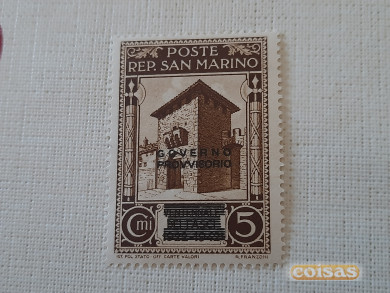 POSTE
REP. SAN MARINO
GOVERNO
PROVVISORIO
Cmi 5
IST. POL. STATO - OFF. CARTE VALORI R. FRANZONI
coisas